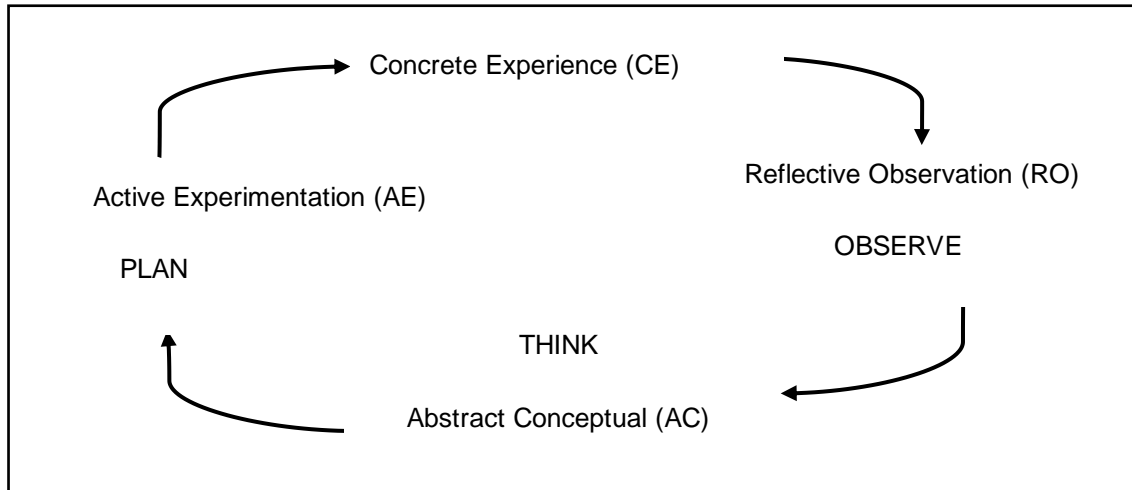 Concrete Experience (CE)
Reflective Observation (RO)
Active Experimentation (AE)
OBSERVE
PLAN
THINK
Abstract Conceptual (AC)